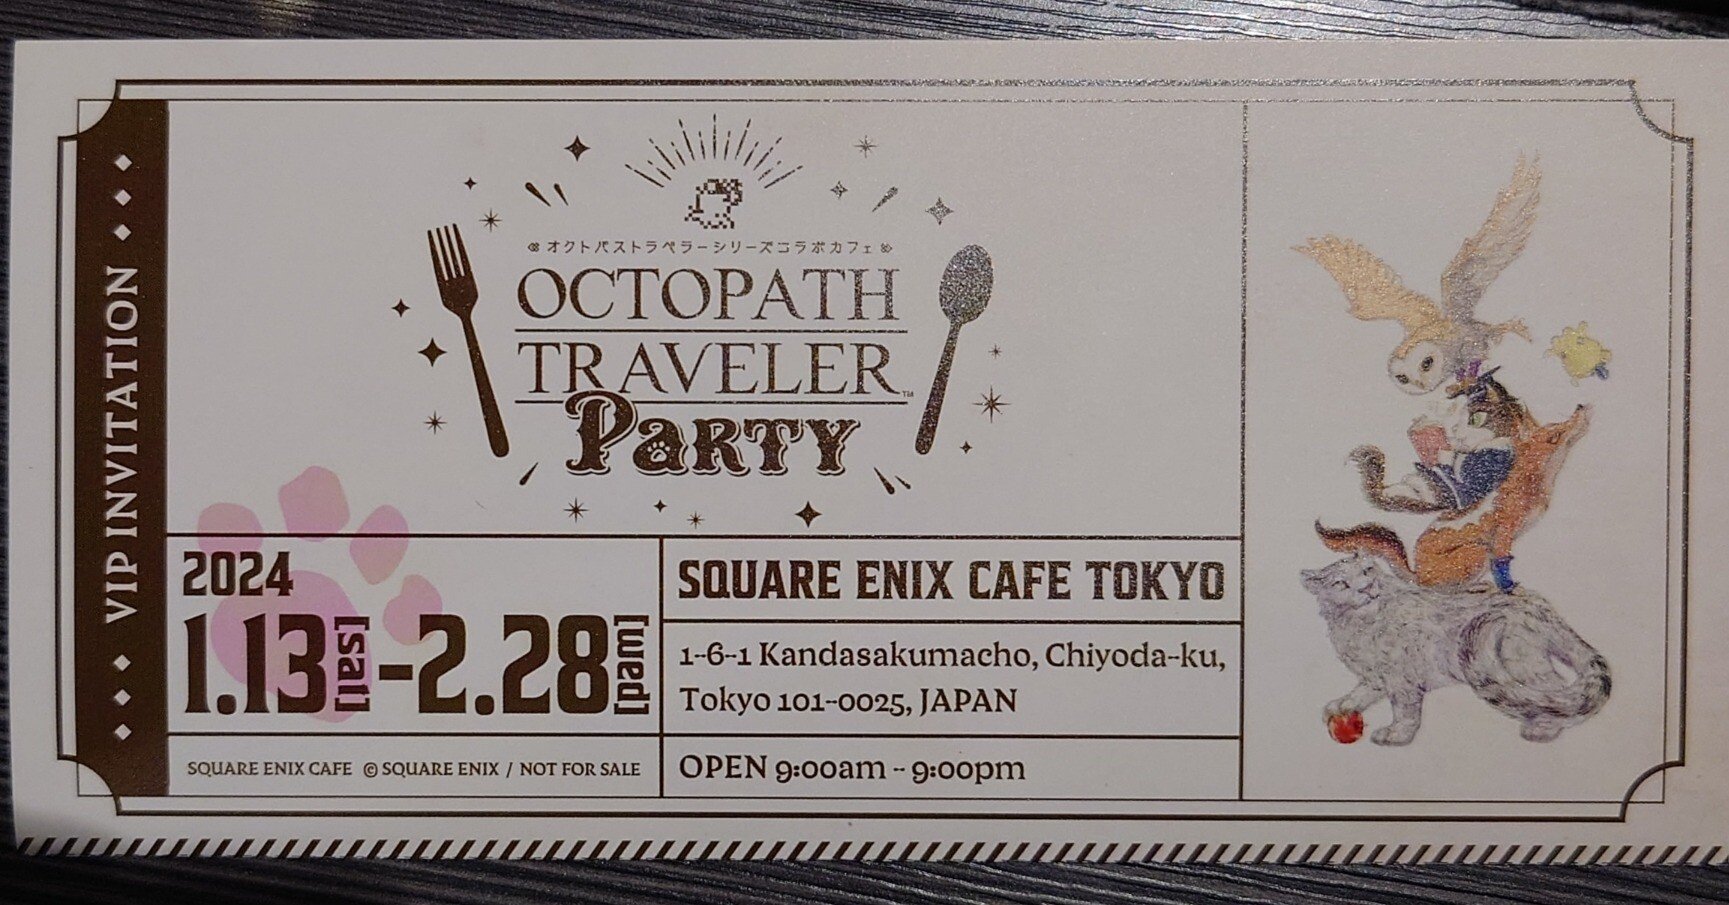 VIP INVITATION
オクトパストラベラーシリーズコラボカフェ
OCTOPATH
TRAVELER™
PaRTY
2024
1.13[sat]-2.28[wed]
SQUARE ENIX CAFE © SQUARE ENIX / NOT FOR SALE
SQUARE ENIX CAFE TOKYO
1-6-1 Kandasakumacho, Chiyoda-ku,
Tokyo 101-0025, JAPAN
OPEN 9:00am - 9:00pm